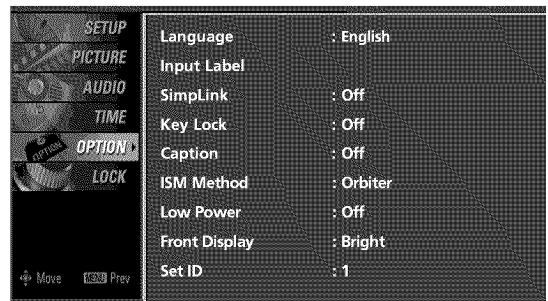 SETUP
PICTURE
AUDIO
TIME
OPTION
LOCK
Move MENU Prev
Language : English
Input Label
SimpLink : Off
Key Lock : Off
Caption : Off
ISM Method : Orbiter
Low Power : Off
Front Display : Bright
Set ID : 1